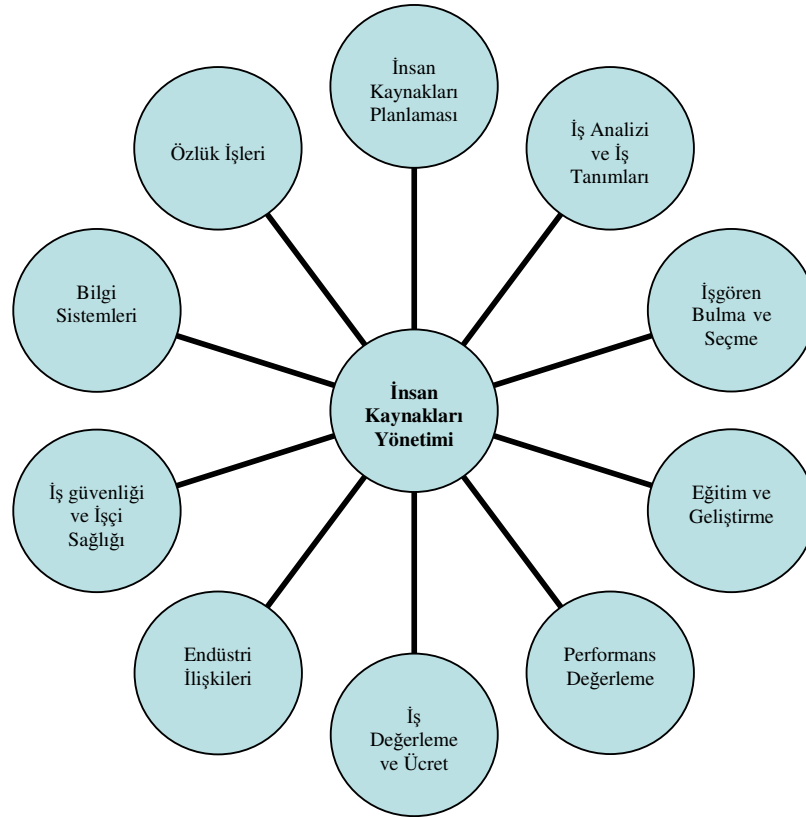 İnsan
Kaynakları
Planlaması
İş Analizi
ve İş
Tanımları
İşgören
Bulma ve
Seçme
Eğitim ve
Geliştirme
Performans
Değerleme
İş
Değerleme
ve Ücret
Endüstri
İlişkileri
İş güvenliği
ve İşçi
Sağlığı
Bilgi
Sistemleri
Özlük İşleri
İnsan
Kaynakları
Yönetimi